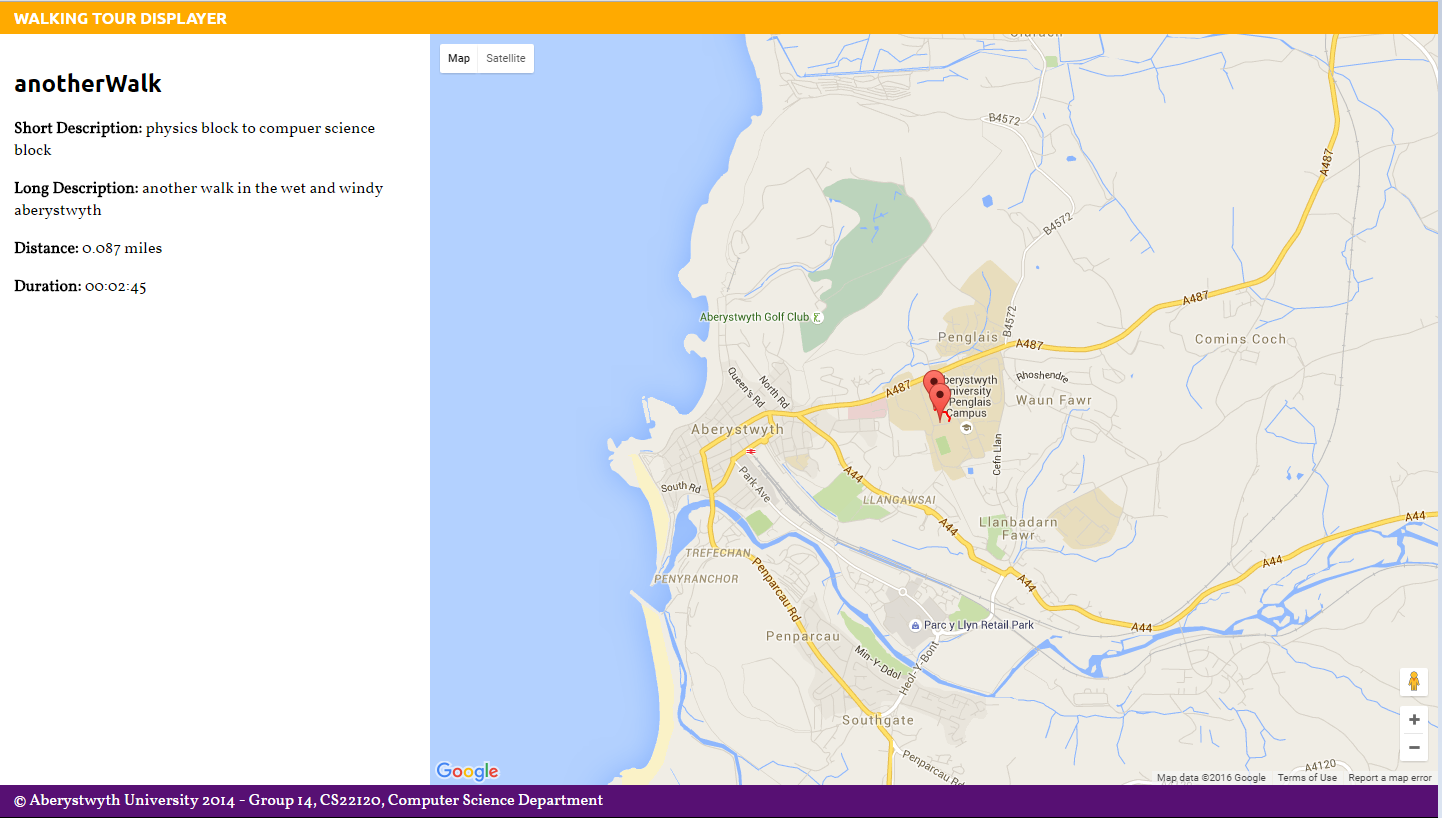 WALKING TOUR DISPLAYER
anotherWalk
Short Description: physics block to compuer science
block
Long Description: another walk in the wet and windy
aberystwyth
Distance: 0.087 miles
Duration: 00:02:45
Map
Satellite
B4572
A487
B4572
A487
Aberystwyth Golf Club
B4572
Penglais
A487
Comins Coch
Queen's Rd
North Rd
A487
Rhoshendre
Penglais
Campus
Waun Fawr
Aberystwyth
Cefn Llan
Park Ave
South Rd
A44
LLANGAWSAI
A44
Llanbadarn
Fawr
A44
TREFECHAN
PENYRANCHOR
Penparcau Rd
A44
A44
A44
Parc y Llyn Retail Park
Penparcau
Min-Y-Ddol
Heol-Y-Bont
Southgate
Penparcau Rd
A4120
Google
Map data ©2016 Google
Terms of Use
Report a map error
© Aberystwyth University 2014 - Group 14, CS22120, Computer Science Department